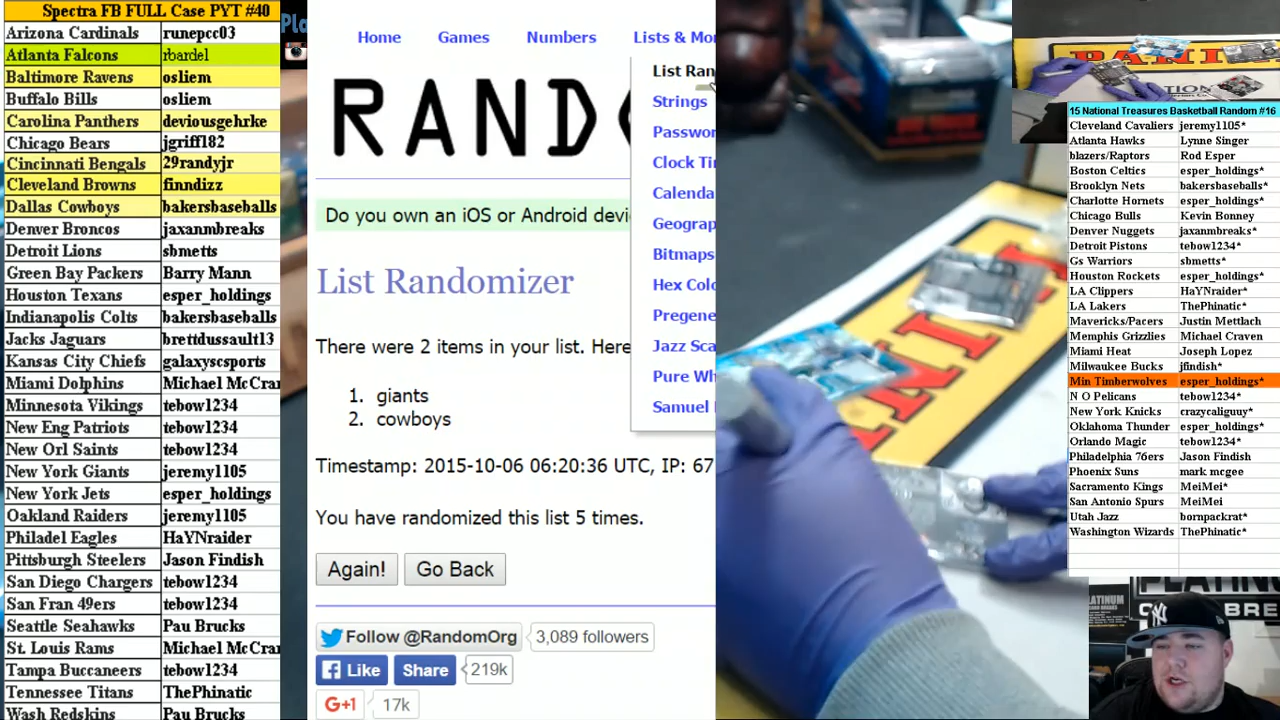 Spectra FB FULL Case PYT #40
Arizona Cardinals runepcc03
Atlanta Falcons rbardel
Baltimore Ravens osliem
Buffalo Bills osliem
Carolina Panthers deviousgehrke
Chicago Bears jgriff182
Cincinnati Bengals 29randyjr
Cleveland Browns finndizz
Dallas Cowboys bakersbaseballs
Denver Broncos jaxanmbreaks
Detroit Lions sbmetts
Green Bay Packers Barry Mann
Houston Texans esper_holdings
Indianapolis Colts bakersbaseball
Jacks Jaguars brettdussault13
Kansas City Chiefs galaxyscsports
Miami Dolphins Michael McCra
Minnesota Vikings tebow1234
New Eng Patriots tebow1234
New Orl Saints tebow1234
New York Giants jeremy1105
New York Jets esper_holdings
Oakland Raiders jeremy1105
Philadel Eagles HaYNraider
Pittsburgh Steelers Jason Findish
San Diego Chargers tebow1234
San Fran 49ers tebow1234
Seattle Seahawks Pau Brucks
St. Louis Rams Michael McCra
Tampa Buccaneers tebow1234
Tennessee Titans ThePhinatic
Wash Redskins Pau Brucks
Home Games Numbers Lists & Mo
RANDO
Do you own an iOS or Android devi
List Randomizer
There were 2 items in your list. Here
1. giants
2. cowboys
Timestamp: 2015-10-06 06:20:36 UTC, IP: 67
You have randomized this list 5 times.
Again! Go Back
Follow @RandomOrg 3,089 followers
Like Share 219k
G+1 17k
List Ran
Strings
Passwor
Clock Ti
Calenda
Geograp
Bitmaps
Hex Colo
Pregene
Jazz Sca
Pure Wh
Samuel
PANINI
15 National Treasures Basketball Random #16
Cleveland Cavaliers jeremy1105*
Atlanta Hawks Lynne Singer
blazers/Raptors Rod Esper
Boston Celtics esper_holdings*
Brooklyn Nets bakersbaseballs*
Charlotte Hornets esper_holdings*
Chicago Bulls Kevin Bonney
Denver Nuggets jaxanmbreaks*
Detroit Pistons tebow1234*
Gs Warriors sbmetts*
Houston Rockets esper_holdings*
LA Clippers HaYNraider*
LA Lakers ThePhinatic*
Mavericks/Pacers Justin Mettlach
Memphis Grizzlies Michael Craven
Miami Heat Joseph Lopez
Milwaukee Bucks jfindish*
Min Timberwolves esper_holdings*
N O Pelicans tebow1234*
New York Knicks crazycaliguuy*
Oklahoma Thunder esper_holdings*
Orlando Magic tebow1234*
Philadelphia 76ers Jason Findish
Phoenix Suns mark mcgee
Sacramento Kings MeiMei*
San Antonio Spurs MeiMei
Utah Jazz bornpackrat*
Washington Wizards ThePhinatic*
PLATINUM